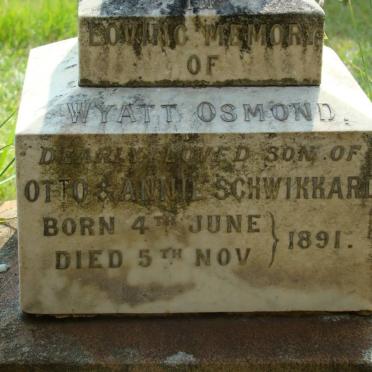 LOVING MEMORY
OF
WYATT OSMOND,
DEARLY LOVED SON OF
OTTO & ANNIE SCHWIKKARD
BORN 4TH JUNE
DIED 5TH NOV } 1891.